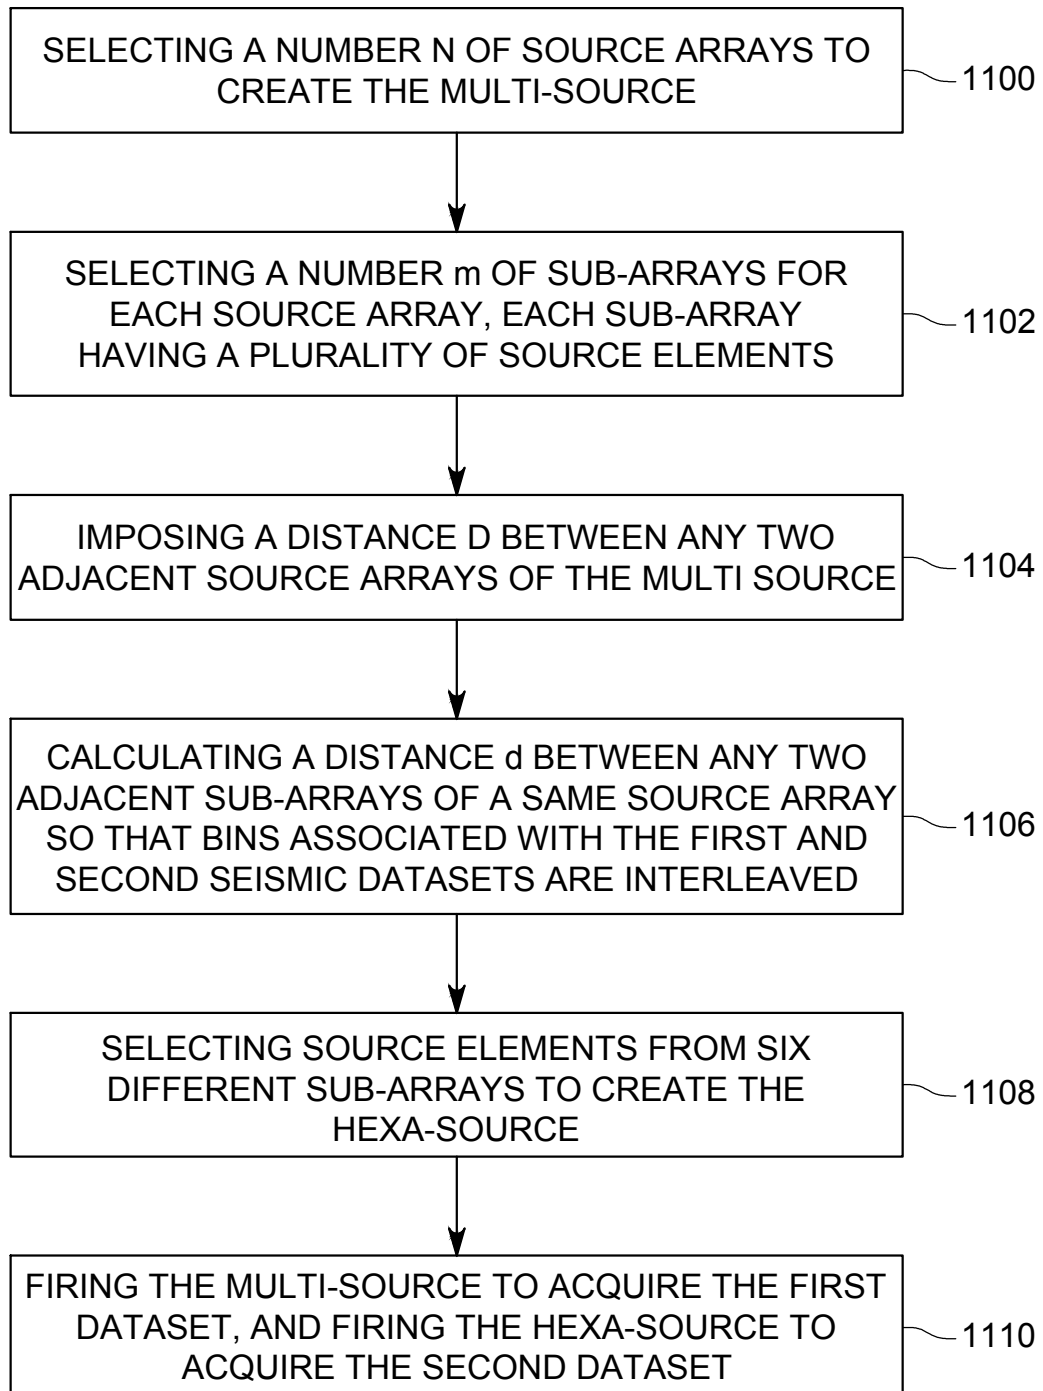 SELECTING A NUMBER N OF SOURCE ARRAYS TO
CREATE THE MULTI-SOURCE
1100
SELECTING A NUMBER m OF SUB-ARRAYS FOR
EACH SOURCE ARRAY, EACH SUB-ARRAY
HAVING A PLURALITY OF SOURCE ELEMENTS
1102
IMPOSING A DISTANCE D BETWEEN ANY TWO
ADJACENT SOURCE ARRAYS OF THE MULTI SOURCE
1104
CALCULATING A DISTANCE d BETWEEN ANY TWO
ADJACENT SUB-ARRAYS OF A SAME SOURCE ARRAY
SO THAT BINS ASSOCIATED WITH THE FIRST AND
SECOND SEISMIC DATASETS ARE INTERLEAVED
1106
SELECTING SOURCE ELEMENTS FROM SIX
DIFFERENT SUB-ARRAYS TO CREATE THE
HEXA-SOURCE
1108
FIRING THE MULTI-SOURCE TO ACQUIRE THE FIRST
DATASET, AND FIRING THE HEXA-SOURCE TO
ACQUIRE THE SECOND DATASET
1110